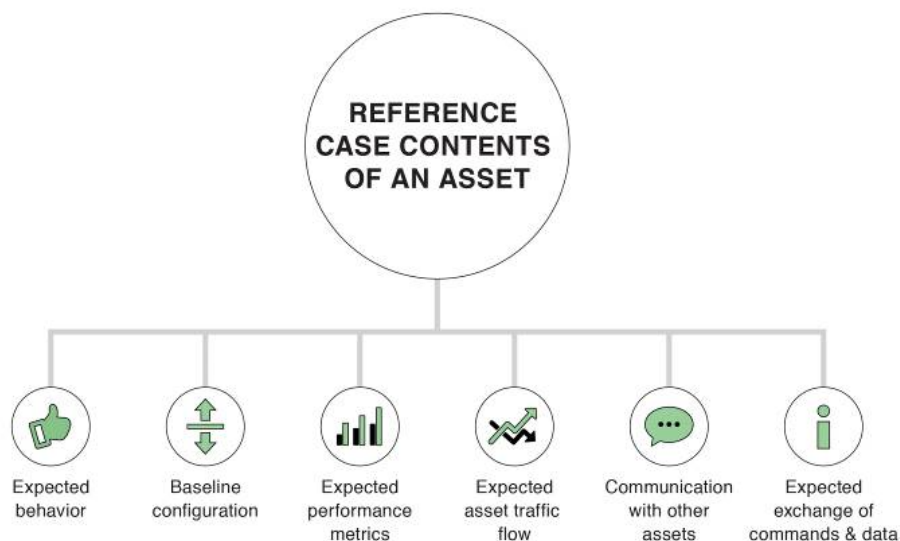 REFERENCE
CASE CONTENTS
OF AN ASSET
Expected
behavior
Baseline
configuration
Expected
performance
metrics
Expected
asset traffic
flow
Communication
with other
assets
Expected
exchange of
commands & data